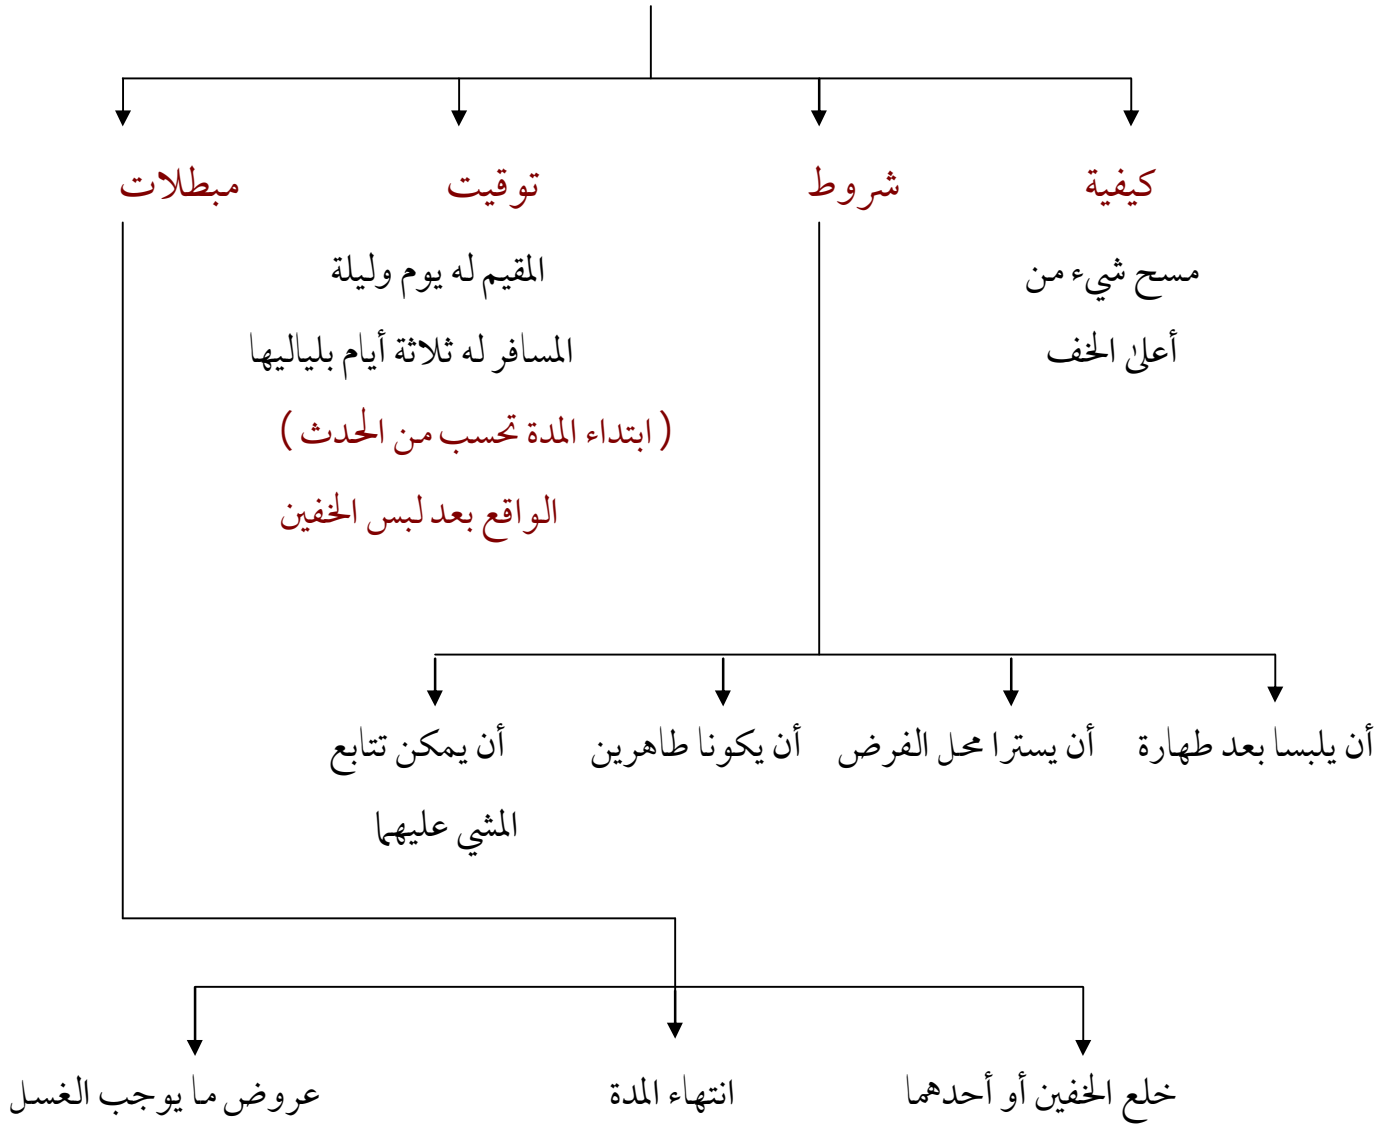 كيفية
شروط
توقيت
مبطلات
مسح شيء من
أعلىٰ الخف
المقيم له يوم وليلة
المسافر له ثلاثة أيام بلياليها
( ابتداء المدة تحسب من الحدث )
الواقع بعد لبس الخفين
أن يلبسا بعد طهارة
أن يسترا محل الفرض
أن يكونا طاهرين
أن يمكن تتابع
المشي عليهما
خلع الخفين أو أحدهما
انتهاء المدة
عروض ما يوجب الغسل